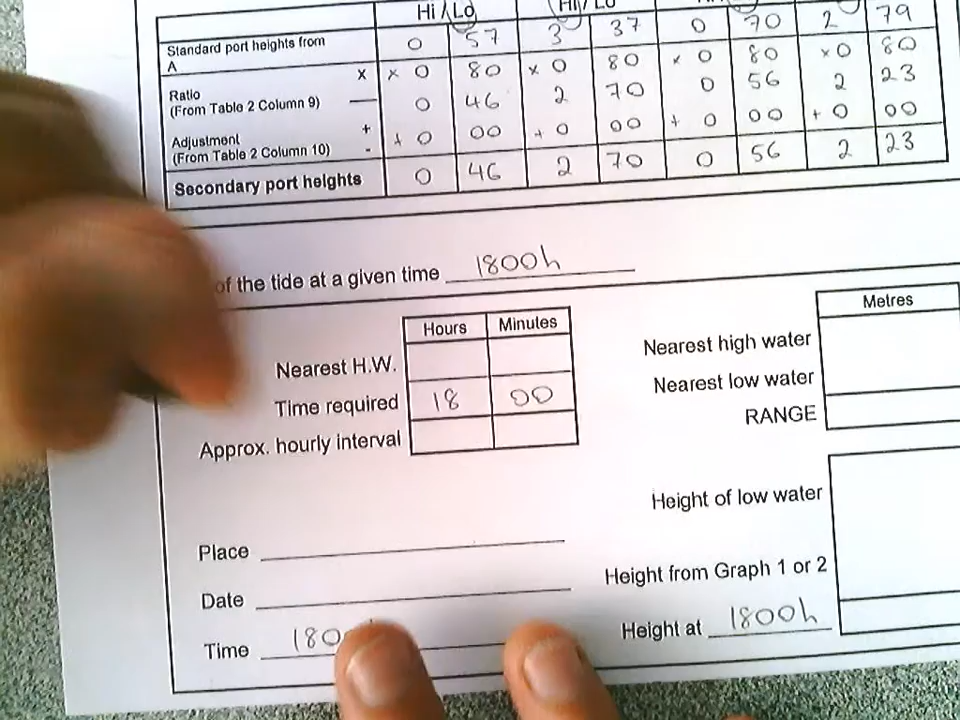 Hi / Lo Hi / Lo
Standard port heights from A 0 57 3 37 0 70 2 79
Ratio (From Table 2 Column 9) X x 0 80 x 0 80 x 0 80 x 0 80
0 46 2 70 0 56 2 23
Adjustment (From Table 2 Column 10) + - + 0 00 + 0 00 + 0 00 + 0 00
Secondary port heights 0 46 2 70 0 56 2 23
of the tide at a given time 1800h
Hours Minutes
Nearest H.W.
Time required 18 00
Approx. hourly interval
Metres
Nearest high water
Nearest low water
RANGE
Height of low water
Height from Graph 1 or 2
Height at 1800h
Place
Date
Time 180